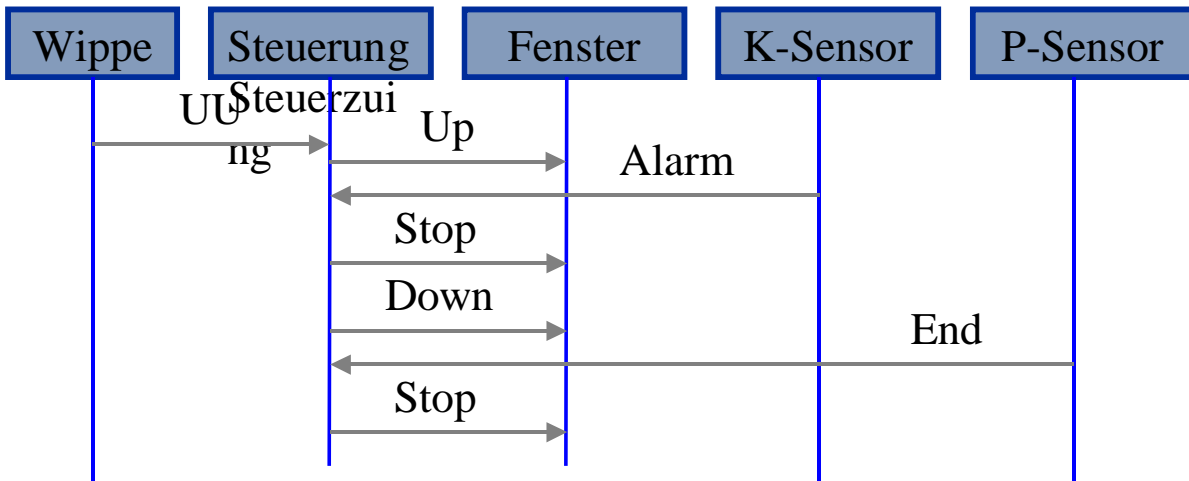 Wippe
Steuerung
Fenster
K-Sensor
P-Sensor
Steuerzui
ng
UU
Up
Alarm
Stop
Down
End
Stop